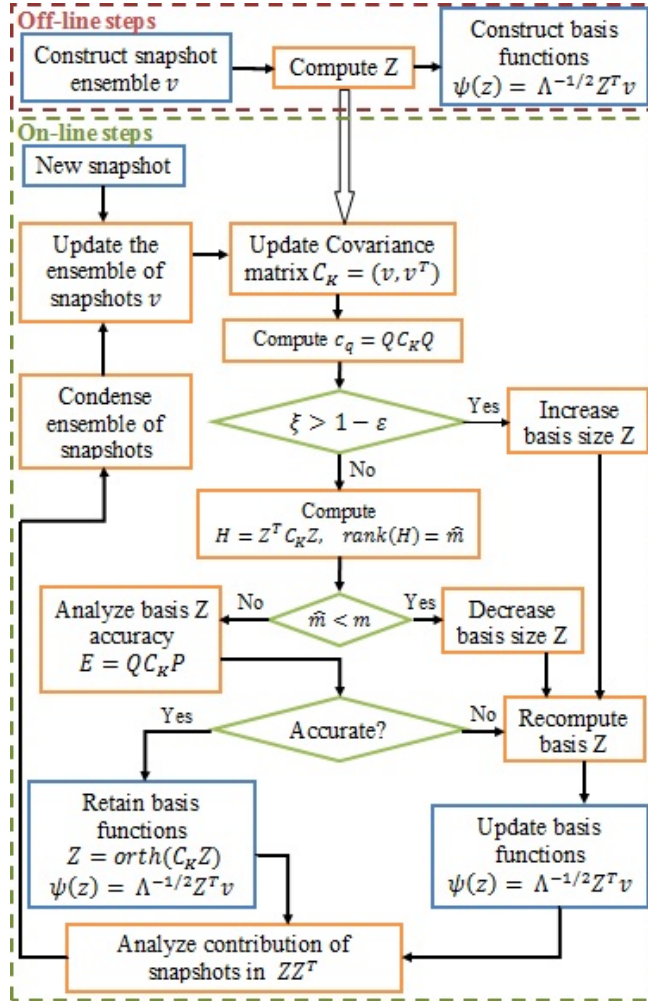 Off-line steps
Construct snapshot
ensemble v
Compute Z
Construct basis
functions
ψ(z) = Λ^{-1/2}Z^T v
On-line steps
New snapshot
Update the
ensemble of
snapshots v
Update Covariance
matrix C_K = (v, v^T)
Compute c_q = QC_KQ
Condense
ensemble of
snapshots
ξ > 1 − ε
Yes
Increase
basis size Z
No
Compute
H = Z^T C_K Z, rank(H) = m̂
Analyze basis Z
accuracy
E = QC_KP
No
m̂ < m
Yes
Decrease
basis size Z
Yes
Accurate?
No
Recompute
basis Z
Retain basis
functions
Z = orth(C_KZ)
ψ(z) = Λ^{-1/2}Z^T v
Update basis
functions
ψ(z) = Λ^{-1/2}Z^T v
Analyze contribution of
snapshots in ZZ^T